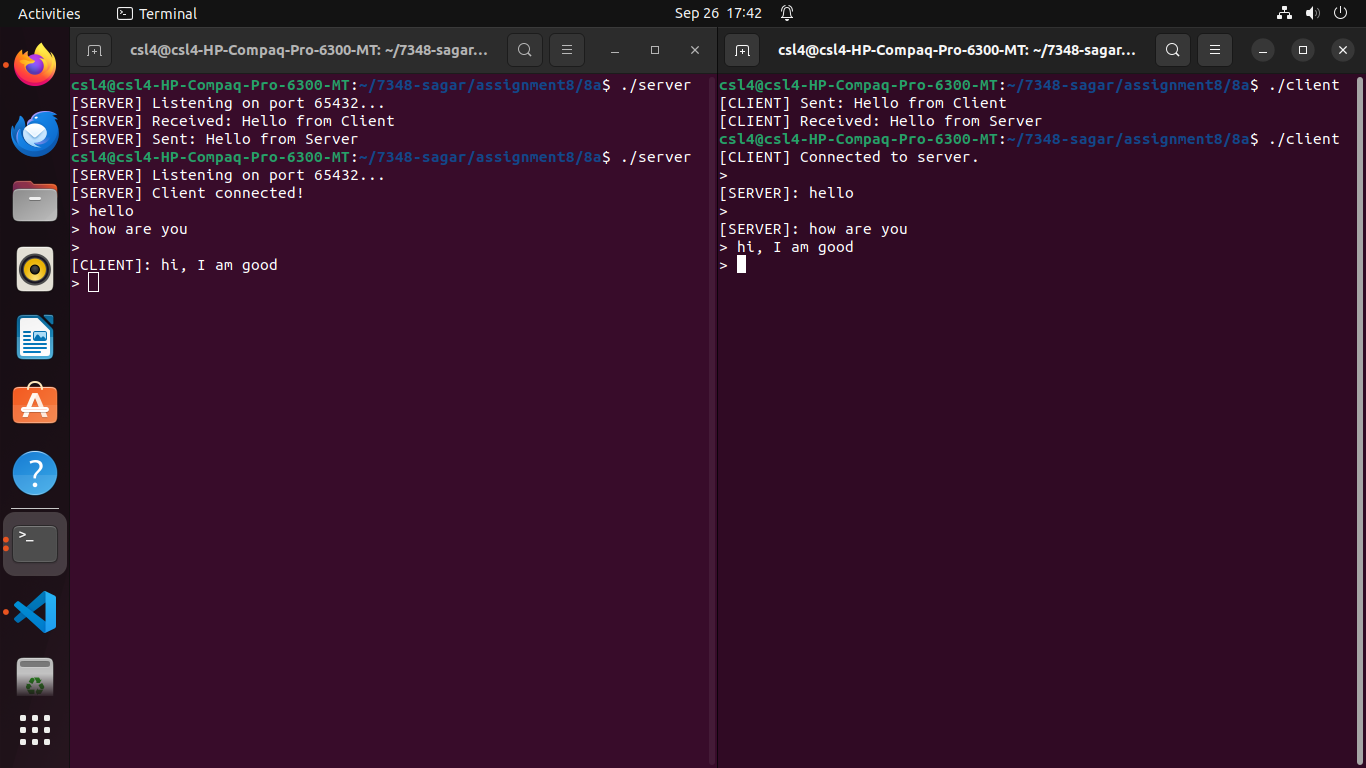 Activities
Terminal
Sep 26 17:42
csl4@csl4-HP-Compaq-Pro-6300-MT: ~/7348-sagar...
csl4@csl4-HP-Compaq-Pro-6300-MT:~/7348-sagar/assignment8/8a$ ./server
[SERVER] Listening on port 65432...
[SERVER] Received: Hello from Client
[SERVER] Sent: Hello from Server
csl4@csl4-HP-Compaq-Pro-6300-MT:~/7348-sagar/assignment8/8a$ ./server
[SERVER] Listening on port 65432...
[SERVER] Client connected!
> hello
> how are you
>
[CLIENT]: hi, I am good
>
csl4@csl4-HP-Compaq-Pro-6300-MT: ~/7348-sagar...
csl4@csl4-HP-Compaq-Pro-6300-MT:~/7348-sagar/assignment8/8a$ ./client
[CLIENT] Sent: Hello from Client
[CLIENT] Received: Hello from Server
csl4@csl4-HP-Compaq-Pro-6300-MT:~/7348-sagar/assignment8/8a$ ./client
[CLIENT] Connected to server.
>
[SERVER]: hello
>
[SERVER]: how are you
> hi, I am good
>